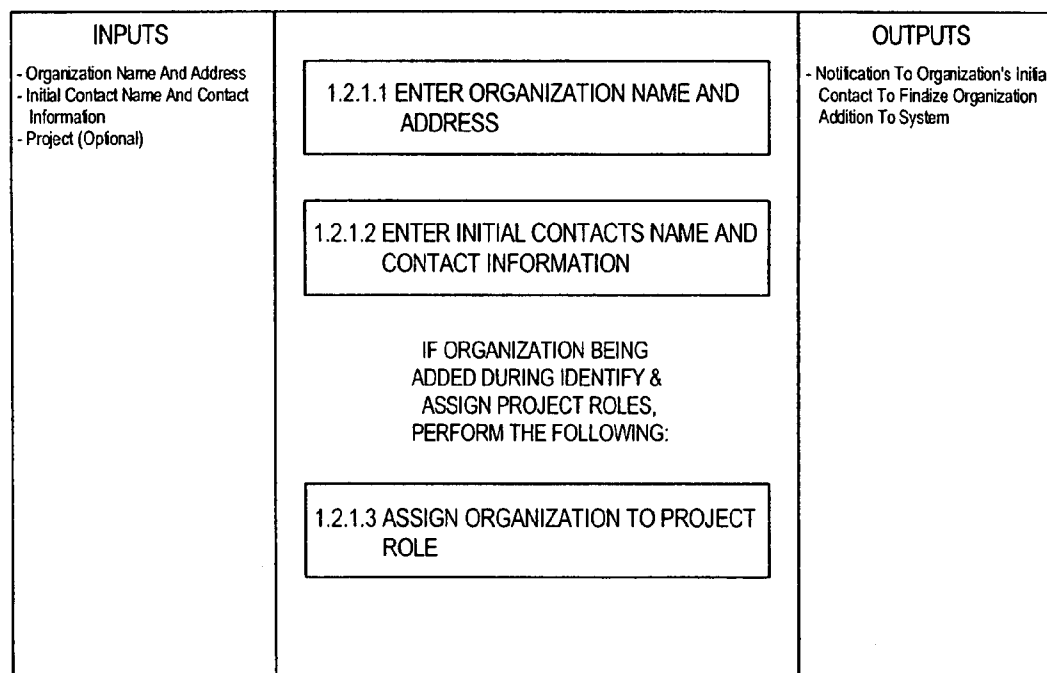 INPUTS
- Organization Name And Address
- Initial Contact Name And Contact
Information
- Project (Optional)
1.2.1.1 ENTER ORGANIZATION NAME AND
ADDRESS
1.2.1.2 ENTER INITIAL CONTACTS NAME AND
CONTACT INFORMATION
IF ORGANIZATION BEING
ADDED DURING IDENTIFY &
ASSIGN PROJECT ROLES,
PERFORM THE FOLLOWING:
1.2.1.3 ASSIGN ORGANIZATION TO PROJECT
ROLE
OUTPUTS
- Notification To Organization's Initia
Contact To Findize Organization
Addition To System